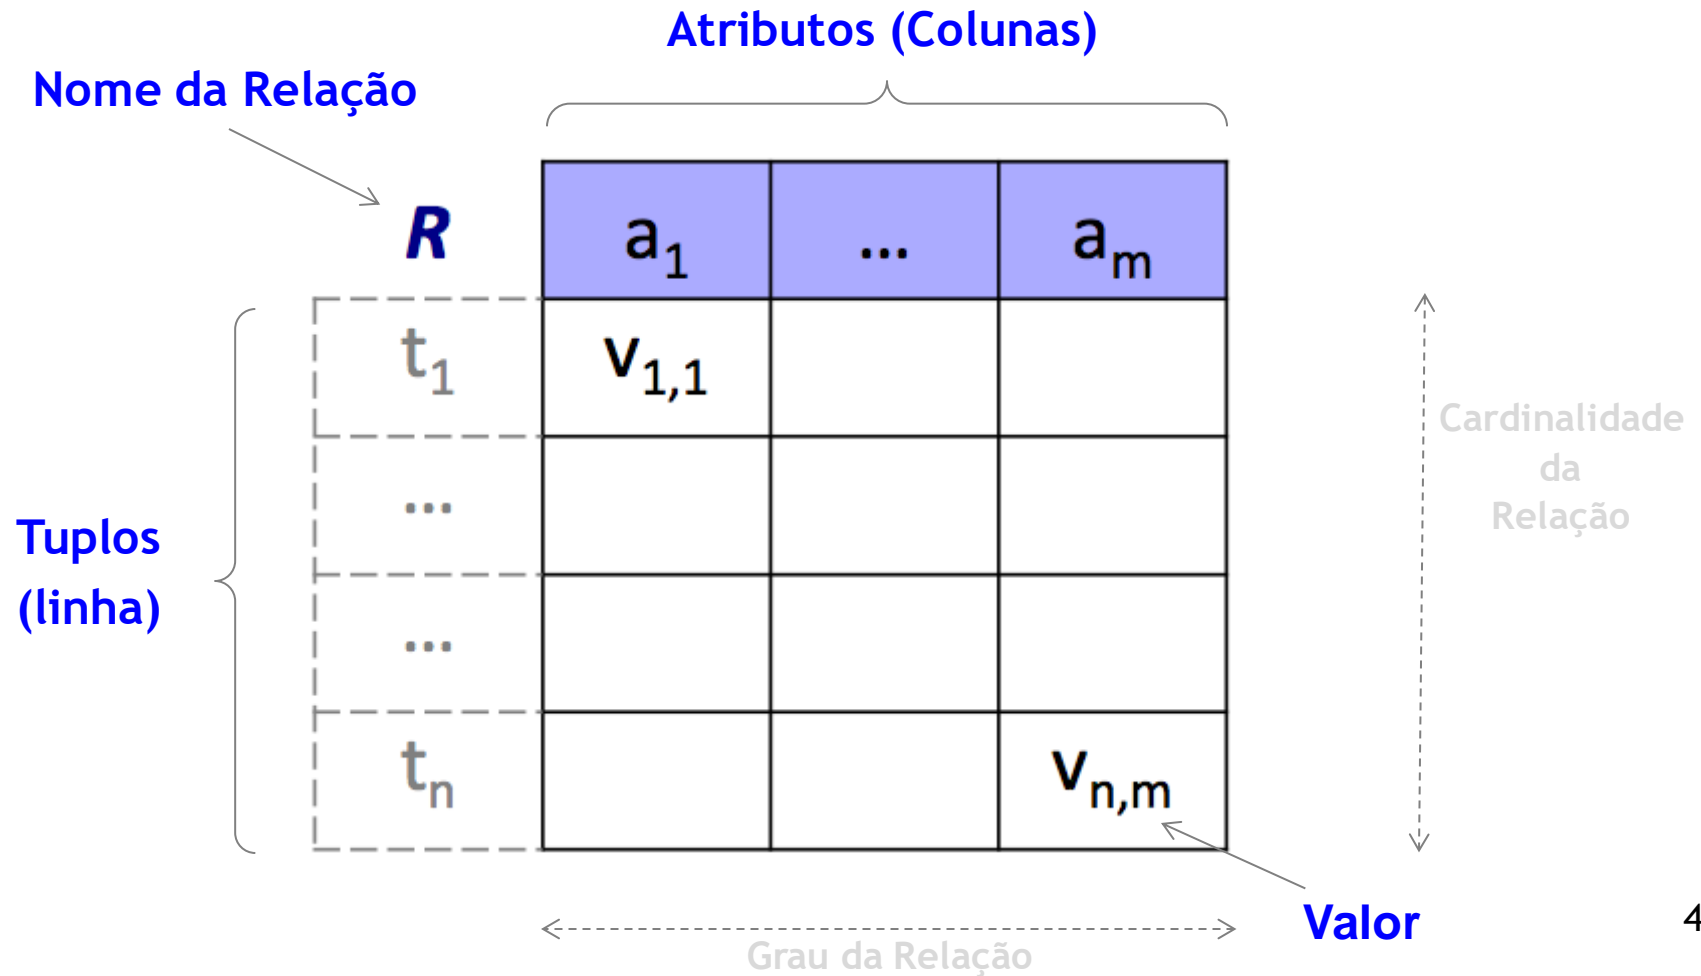 Atributos (Colunas)
Nome da Relação
R a1 ... am
t1 v1,1
...
Tuplos
(linha)
...
tn vn,m
Cardinalidade
da
Relação
Valor
Grau da Relação
4